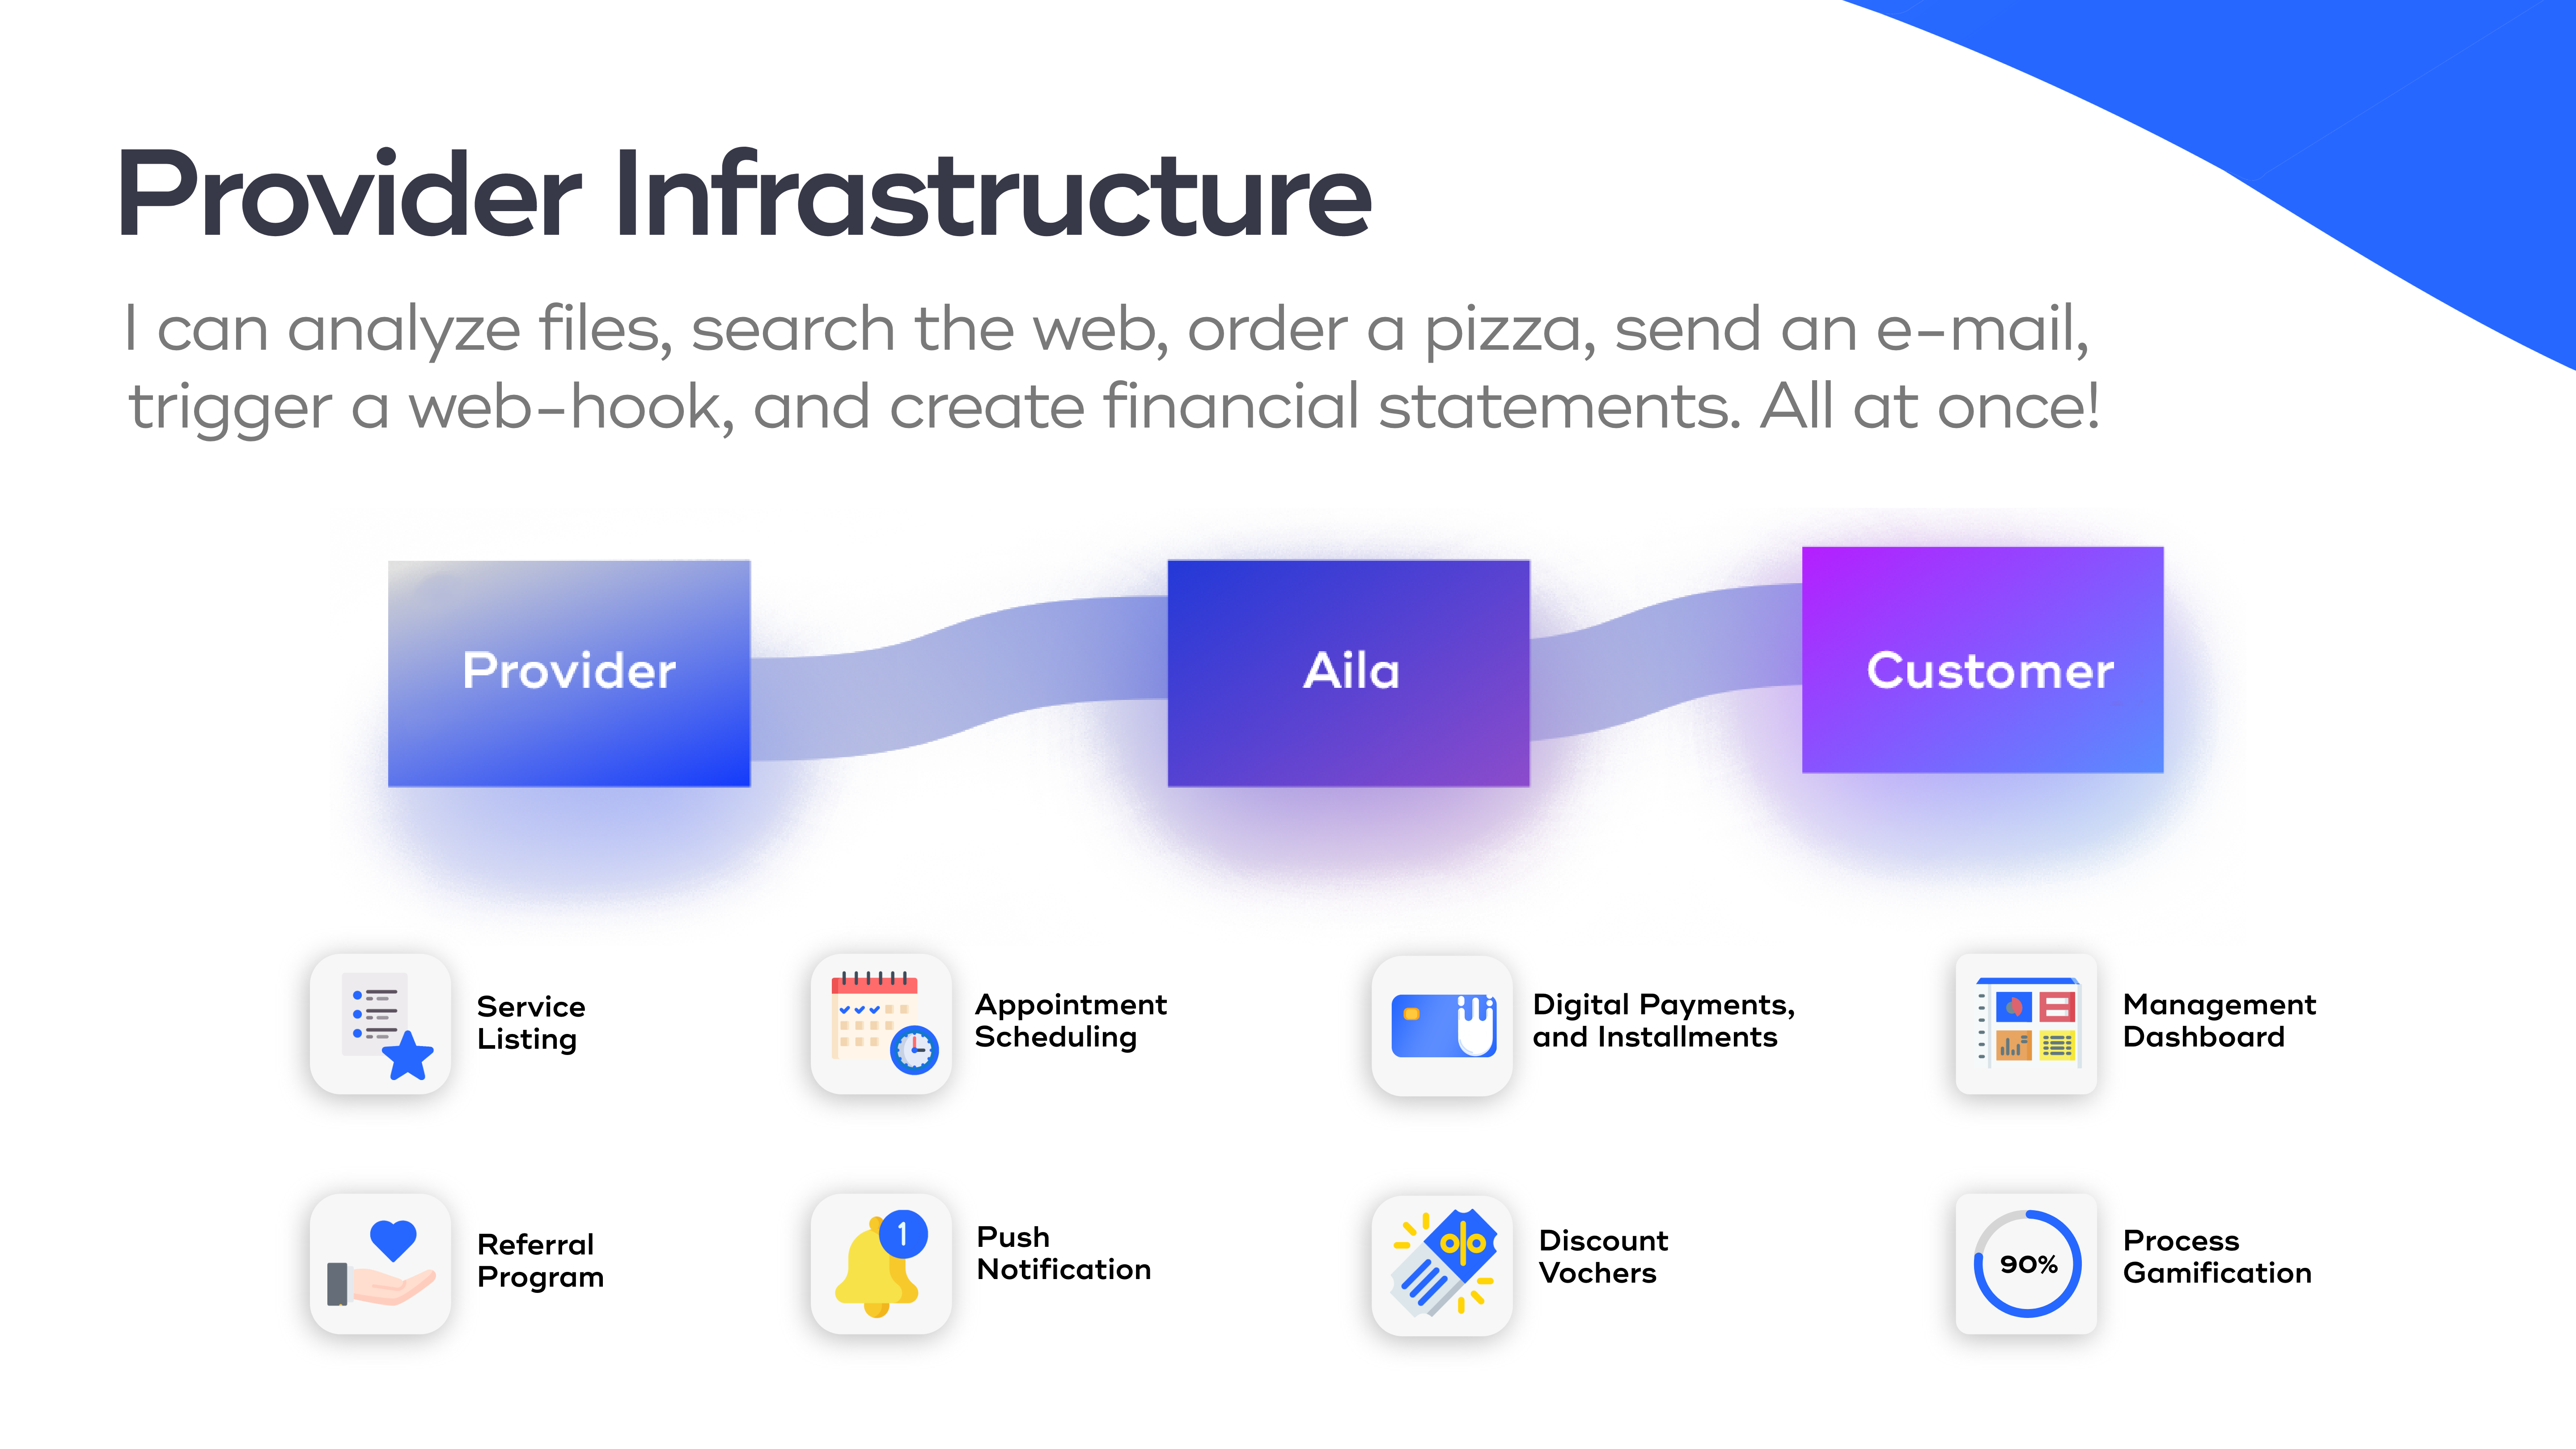 Provider Infrastructure
I can analyze files, search the web, order a pizza, send an e-mail,
trigger a web-hook, and create financial statements. All at once!
Provider
Aila
Customer
Service
Listing
Appointment
Scheduling
Digital Payments,
and Installments
Management
Dashboard
Referral
Program
1
Push
Notification
%
Discount
Vochers
90%
Process
Gamification